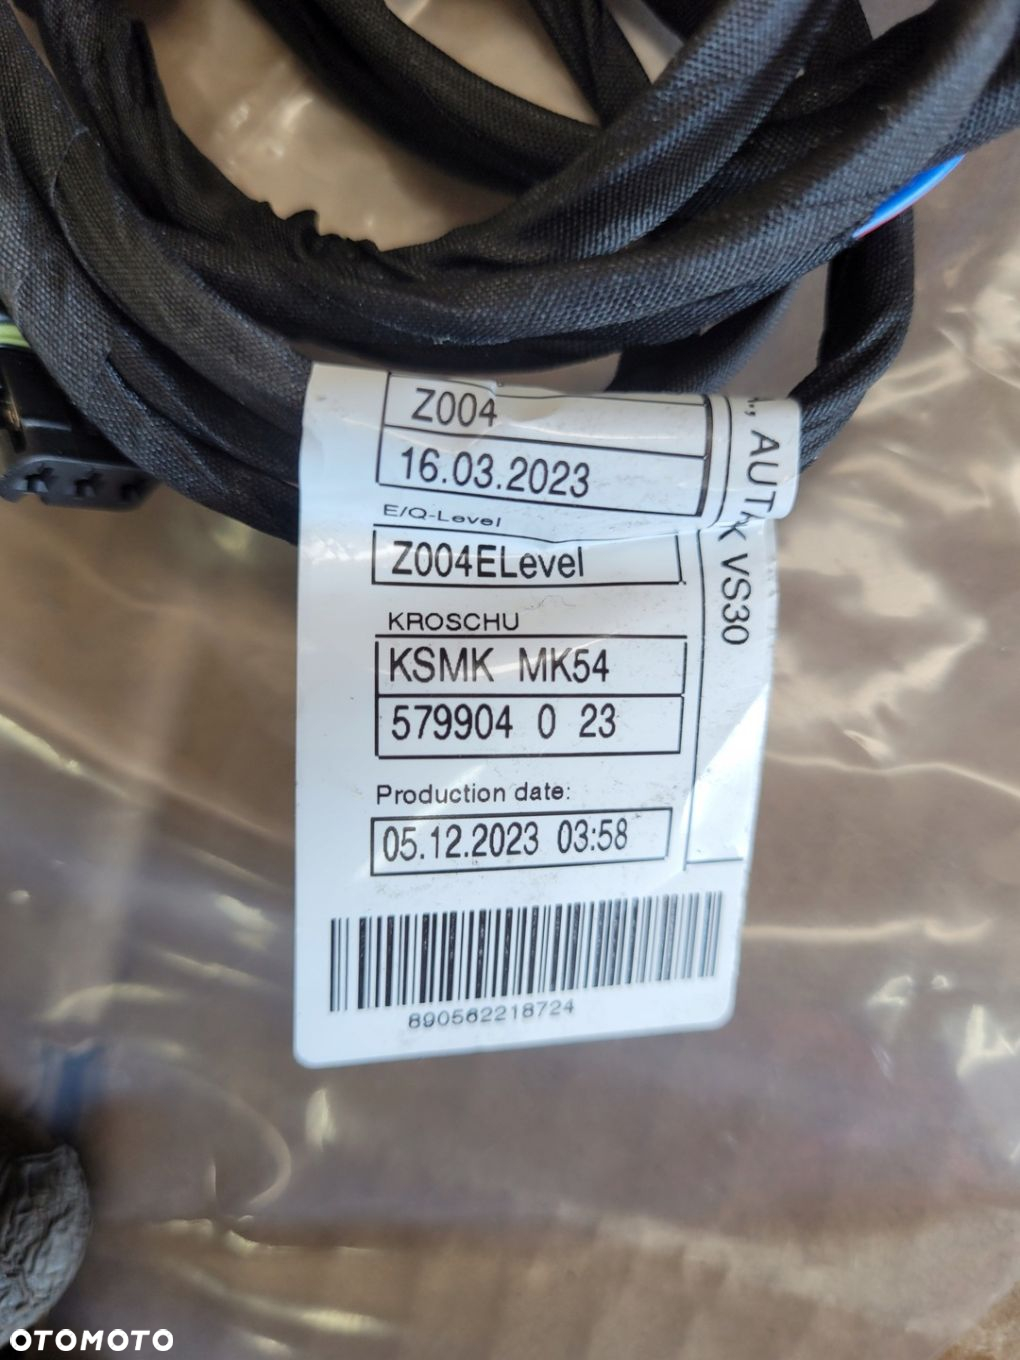 Z004
16.03.2023
E/Q-Level
Z004ELevel
KROSCHU
KSMK MK54
579904 0 23
Production date:
05.12.2023 03:58
890562218724
VS30
OTOMOTO